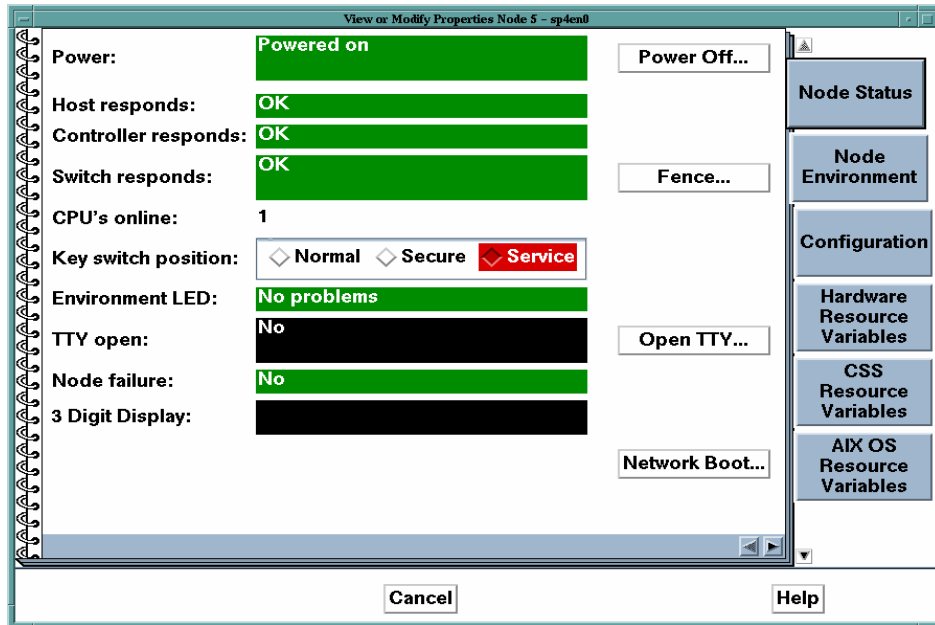 View or Modify Properties Node 5 - sp4en0
Power:
Powered on
Power Off...
Host responds:
OK
Controller responds:
OK
Switch responds:
OK
Fence...
CPU's online:
1
Key switch position:
Normal
Secure
Service
Environment LED:
No problems
TTY open:
No
Open TTY...
Node failure:
No
3 Digit Display:
Network Boot...
Node Status
Node
Environment
Configuration
Hardware
Resource
Variables
CSS
Resource
Variables
AIX OS
Resource
Variables
Cancel
Help